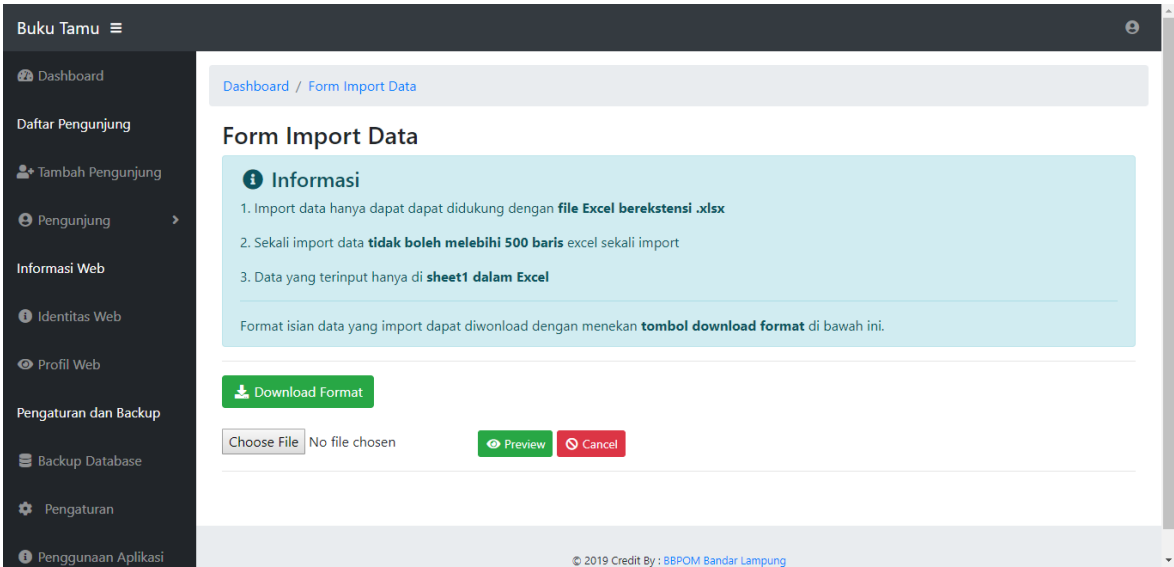 Buku Tamu
Dashboard
Daftar Pengunjung
Tambah Pengunjung
Pengunjung
Informasi Web
Identitas Web
Profil Web
Pengaturan dan Backup
Backup Database
Pengaturan
Penggunaan Aplikasi
Dashboard / Form Import Data
Form Import Data
Informasi
1. Import data hanya dapat dapat didukung dengan file Excel berekstensi .xlsx
2. Sekali import data tidak boleh melebihi 500 baris excel sekali import
3. Data yang terinput hanya di sheet1 dalam Excel
Format isian data yang import dapat diwonload dengan menekan tombol download format di bawah ini.
Download Format
Choose File No file chosen Preview Cancel
© 2019 Credit By : BBPOM Bandar Lampung